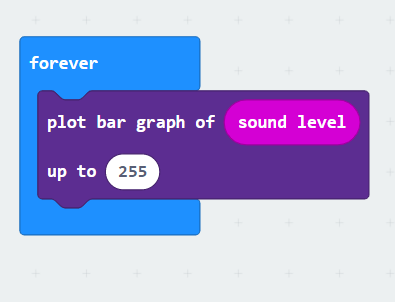 forever
plot bar graph of sound level
up to 255